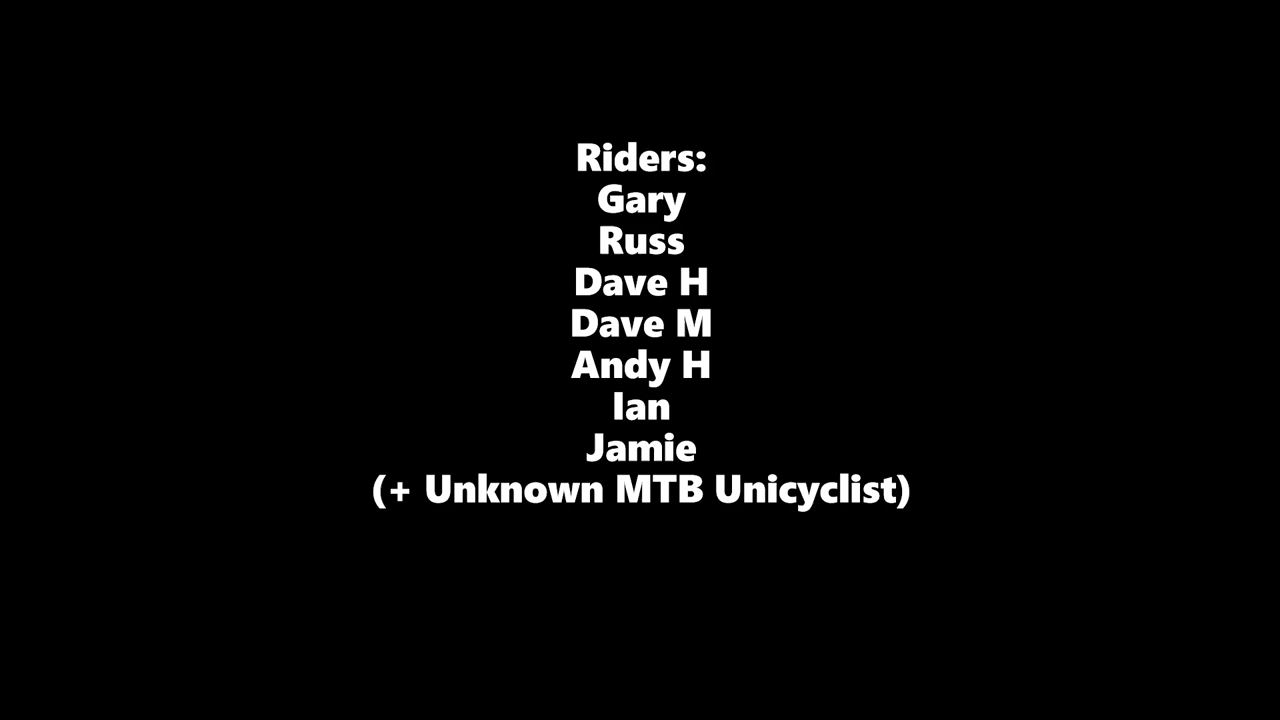 Riders:
Gary
Russ
Dave H
Dave M
Andy H
Ian
Jamie
(+ Unknown MTB Unicyclist)